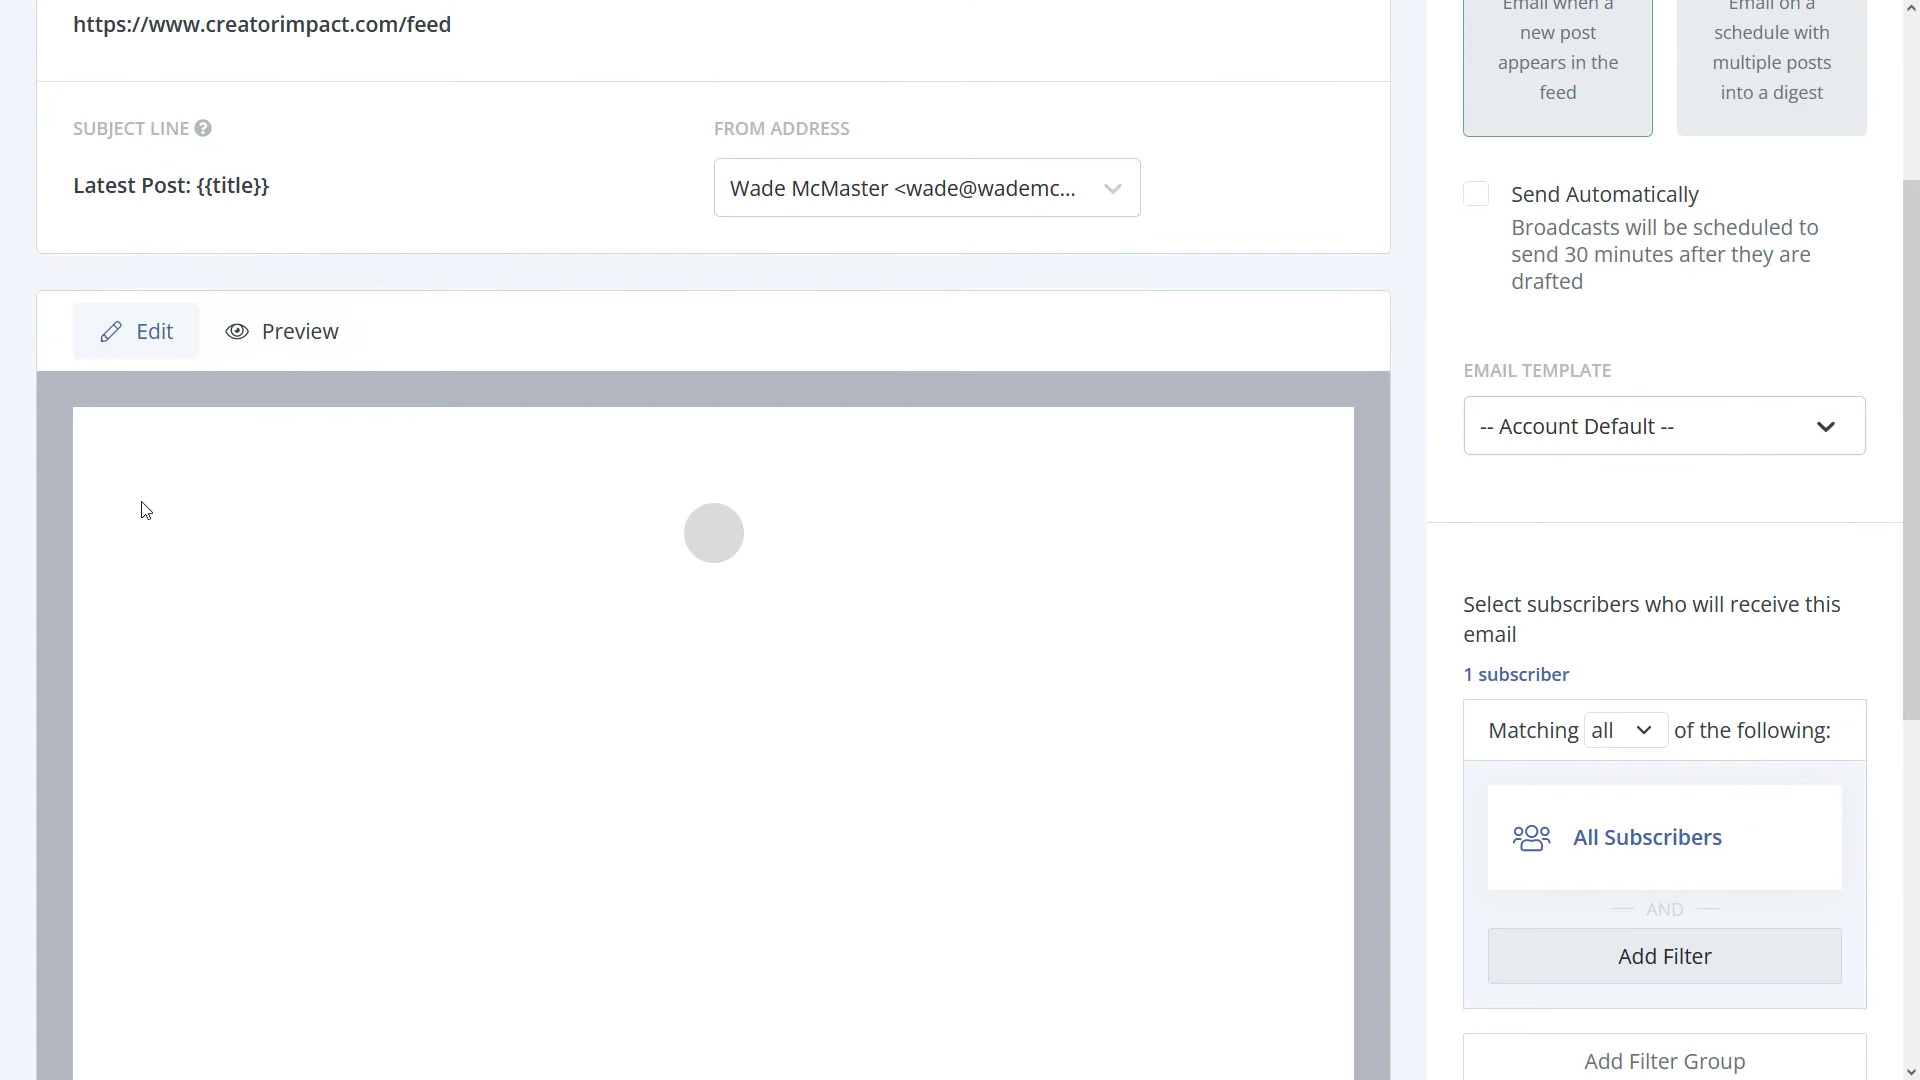 https://www.creatorimpact.com/feed
SUBJECT LINE ?
FROM ADDRESS
Latest Post: {{title}}
Wade McMaster <wade@wademc...
Edit
Preview
Email when a
new post
appears in the
feed
Email on a
schedule with
multiple posts
into a digest
Send Automatically
Broadcasts will be scheduled to
send 30 minutes after they are
drafted
EMAIL TEMPLATE
-- Account Default --
Select subscribers who will receive this
email
1 subscriber
Matching all of the following:
All Subscribers
AND
Add Filter
Add Filter Group